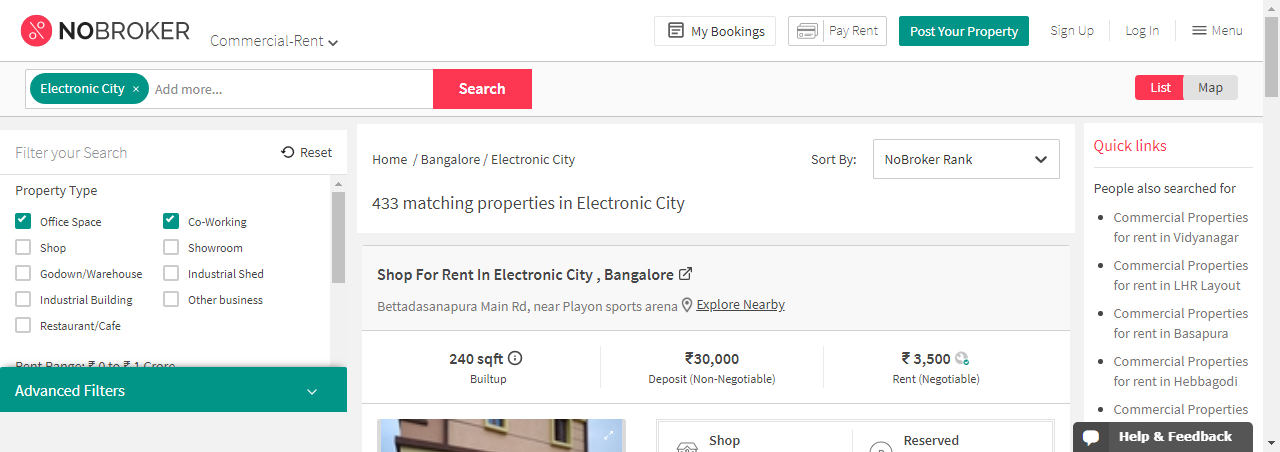 NOBROKER
Commercial-Rent
My Bookings
Pay Rent
Post Your Property
Sign Up
Log In
Menu
Electronic City ×
Add more...
Search
List
Map
Filter your Search
Reset
Property Type
Office Space
Co-Working
Shop
Showroom
Godown/Warehouse
Industrial Shed
Industrial Building
Other business
Restaurant/Cafe
Rent Range: ₹ 0 to ₹ 1 Crore
Advanced Filters
Home / Bangalore / Electronic City
Sort By:
NoBroker Rank
433 matching properties in Electronic City
Shop For Rent In Electronic City , Bangalore
Bettadasanapura Main Rd, near Playon sports arena
Explore Nearby
240 sqft
Builtup
₹30,000
Deposit (Non-Negotiable)
₹ 3,500
Rent (Negotiable)
Shop
Reserved
Quick links
People also searched for
Commercial Properties
for rent in Vidyanagar
Commercial Properties
for rent in LHR Layout
Commercial Properties
for rent in Basapura
Commercial Properties
for rent in Hebbagodi
Commercial Properties
Help & Feedback